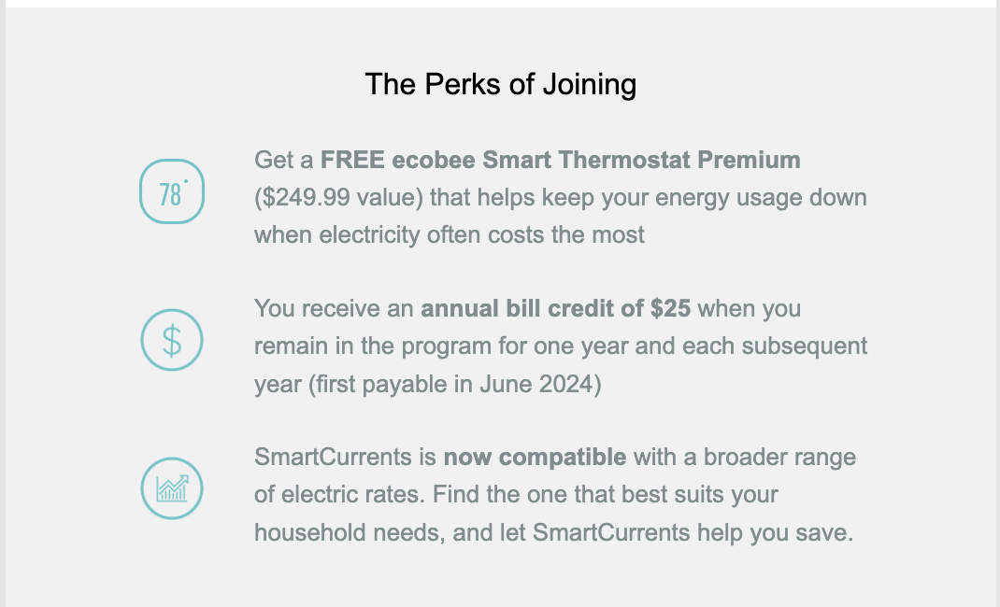 The Perks of Joining
78°
Get a FREE ecobee Smart Thermostat Premium
($249.99 value) that helps keep your energy usage down
when electricity often costs the most
$
You receive an annual bill credit of $25 when you
remain in the program for one year and each subsequent
year (first payable in June 2024)
SmartCurrents is now compatible with a broader range
of electric rates. Find the one that best suits your
household needs, and let SmartCurrents help you save.